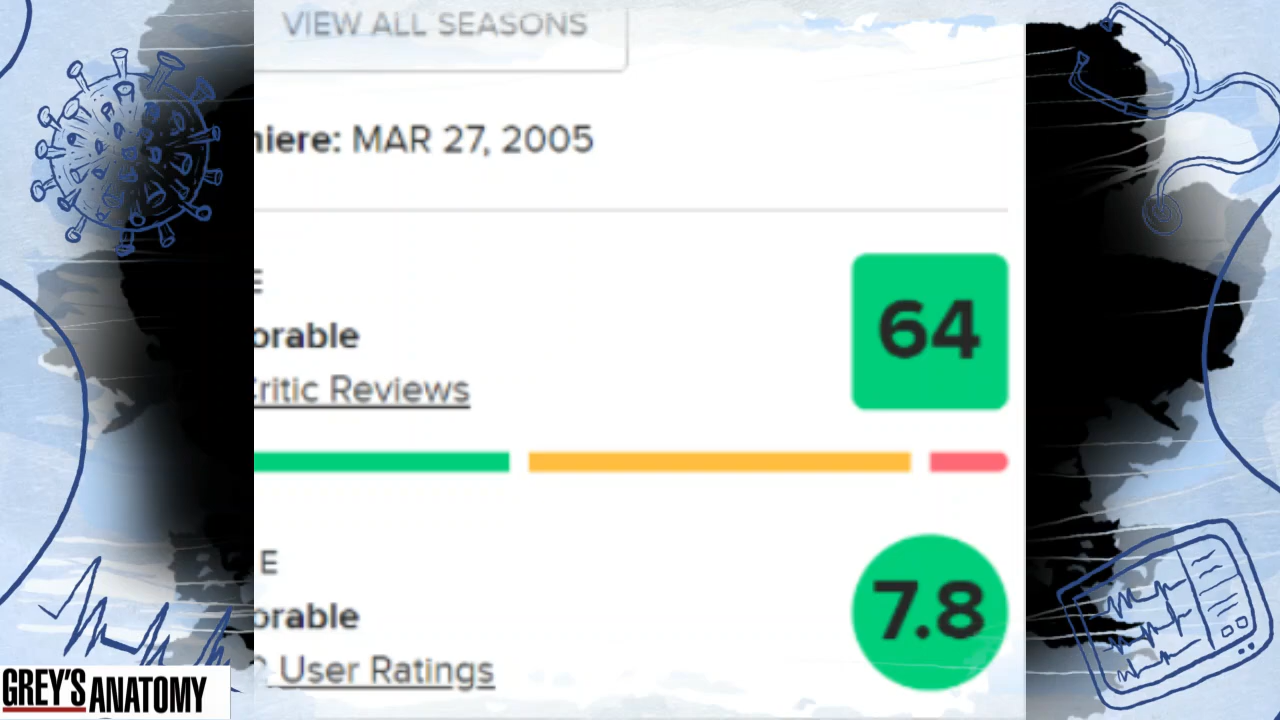 VIEW ALL SEASONS
niere: MAR 27, 2005
E
orable
64
Critic Reviews
E
orable
7.8
User Ratings
GREY'S ANATOMY